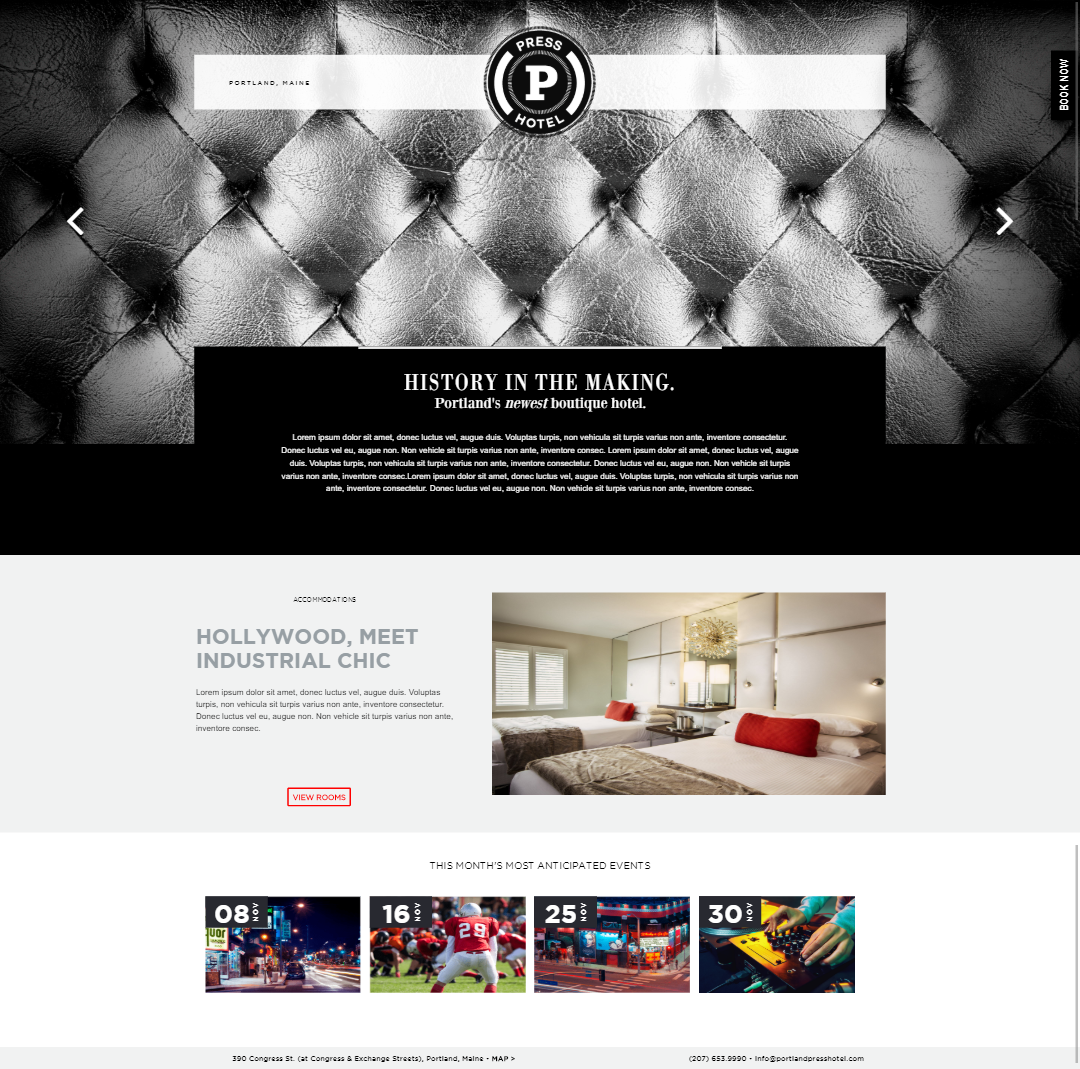 PRESS
P
HOTEL
PORTLAND, MAINE
BOOK NOW
HISTORY IN THE MAKING.
Portland's newest boutique hotel.
Lorem ipsum dolor sit amet, donec luctus vel, augue duis. Voluptas turpis, non vehicula sit turpis varius non ante, inventore consectetur.
Donec luctus vel eu, augue non. Non vehicle sit turpis varius non ante, inventore consec. Lorem ipsum dolor sit amet, donec luctus vel, augue
duis. Voluptas turpis, non vehicula sit turpis varius non ante, inventore consectetur. Donec luctus vel eu, augue non. Non vehicle sit turpis
varius non ante, inventore consec.Lorem ipsum dolor sit amet, donec luctus vel, augue duis. Voluptas turpis, non vehicula sit turpis varius non
ante, inventore consectetur. Donec luctus vel eu, augue non. Non vehicle sit turpis varius non ante, inventore consec.
ACCOMMODATIONS
HOLLYWOOD, MEET
INDUSTRIAL CHIC
Lorem ipsum dolor sit amet, donec luctus vel, augue duis. Voluptas
turpis, non vehicula sit turpis varius non ante, inventore consectetur.
Donec luctus vel eu, augue non. Non vehicle sit turpis varius non ante,
inventore consec.
VIEW ROOMS
THIS MONTH'S MOST ANTICIPATED EVENTS
08 NOV
16 NOV
25 NOV
30 NOV
UOR
29
390 Congress St. (at Congress & Exchange Streets), Portland, Maine • MAP >
(207) 653.9990 • info@portlandpresshotel.com